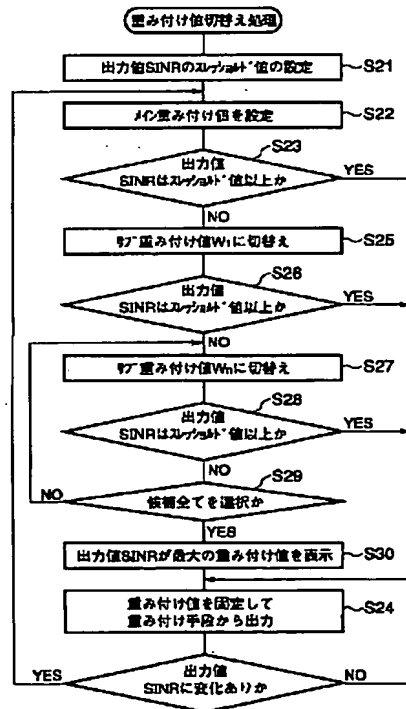 重み付け値切替え処理
出力値SINRのスレッショルド値の設定
S21
メイン重み付け値を設定
S22
S23
出力値
SINRはスレッショルド値以上か
YES
NO
サブ重み付け値W1に切替え
S25
S26
出力値
SINRはスレッショルド値以上か
YES
NO
サブ重み付け値Wnに切替え
S27
S28
出力値
SINRはスレッショルド値以上か
YES
NO
S29
NO
候補全てを選択か
YES
出力値SINRが最大の重み付け値を表示
S30
重み付け値を固定して
重み付け手段から出力
S24
YES
出力値
SINRに変化ありか
NO